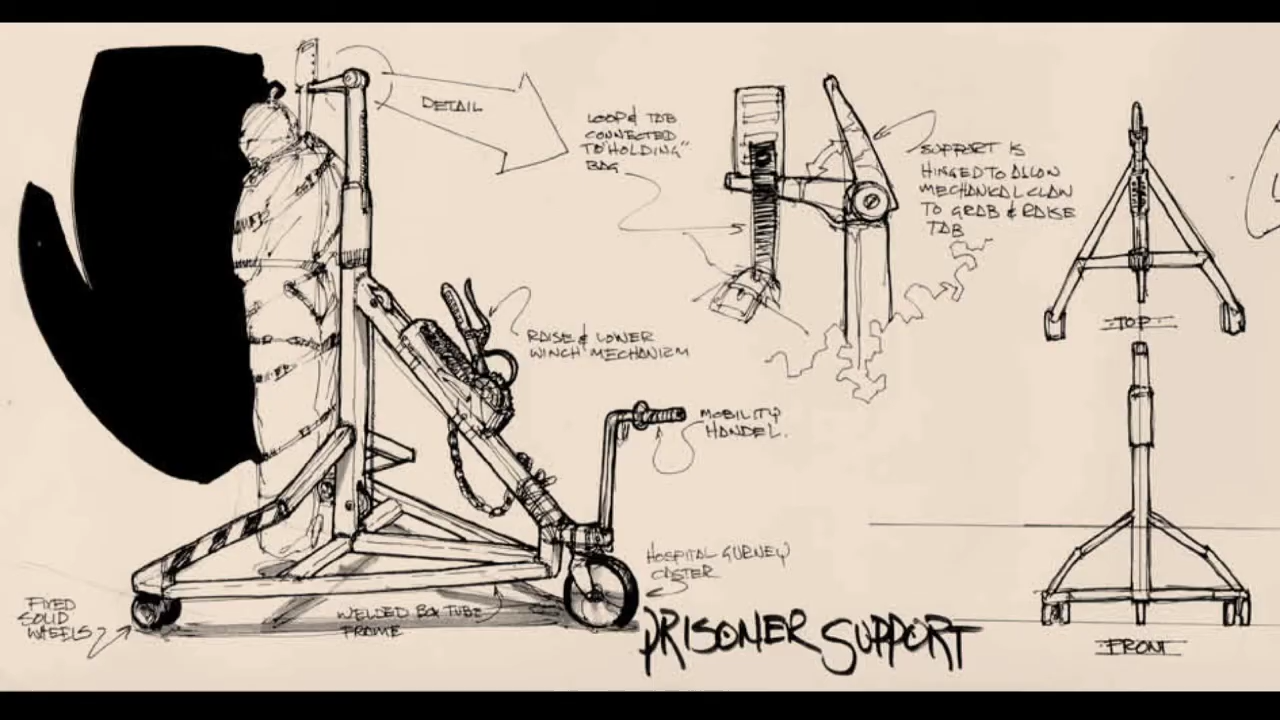 DETAIL
LOOP & TAB
CONNECTED
TO "HOLDING"
BAG
SUPPORT IS
HINGED TO ALLOW
MECHANICAL CLAW
TO GRAB & RAISE
TAB
RAISE & LOWER
WINCH MECHANIZM
MOBILITY
HANDEL.
TOP
HOSPITAL GURNEY
CASTER
FIXED
SOLID
WHEELS
WELDED BOX TUBE
FRAME
PRISONER SUPPORT
FRONT